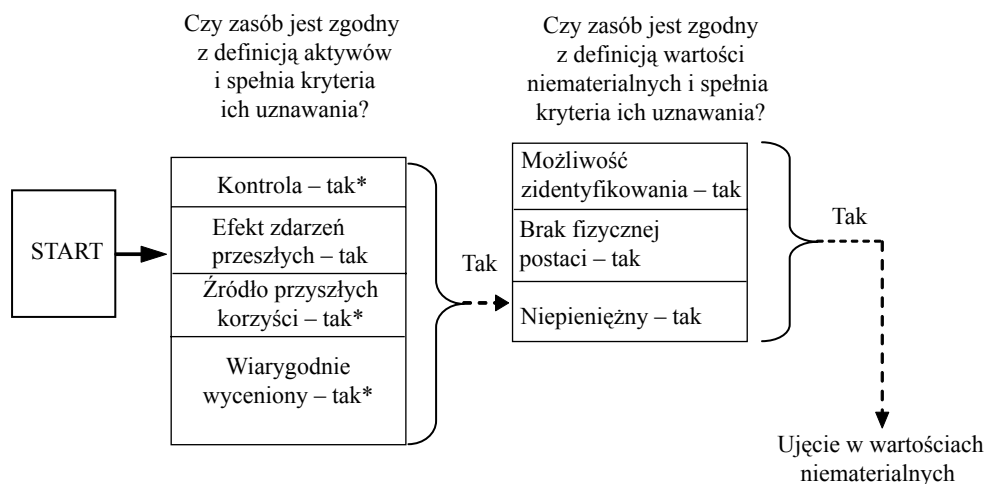 Czy zasób jest zgodny
z definicją aktywów
i spełnia kryteria
ich uznawania?
Czy zasób jest zgodny
z definicją wartości
niematerialnych i spełnia
kryteria ich uznawania?
START
Kontrola – tak*
Efekt zdarzeń
przeszłych – tak
Źródło przyszłych
korzyści – tak*
Wiarygodnie
wyceniony – tak*
Tak
Możliwość
zidentyfikowania – tak
Brak fizycznej
postaci – tak
Niepieniężny – tak
Tak
Ujęcie w wartościach
niematerialnych